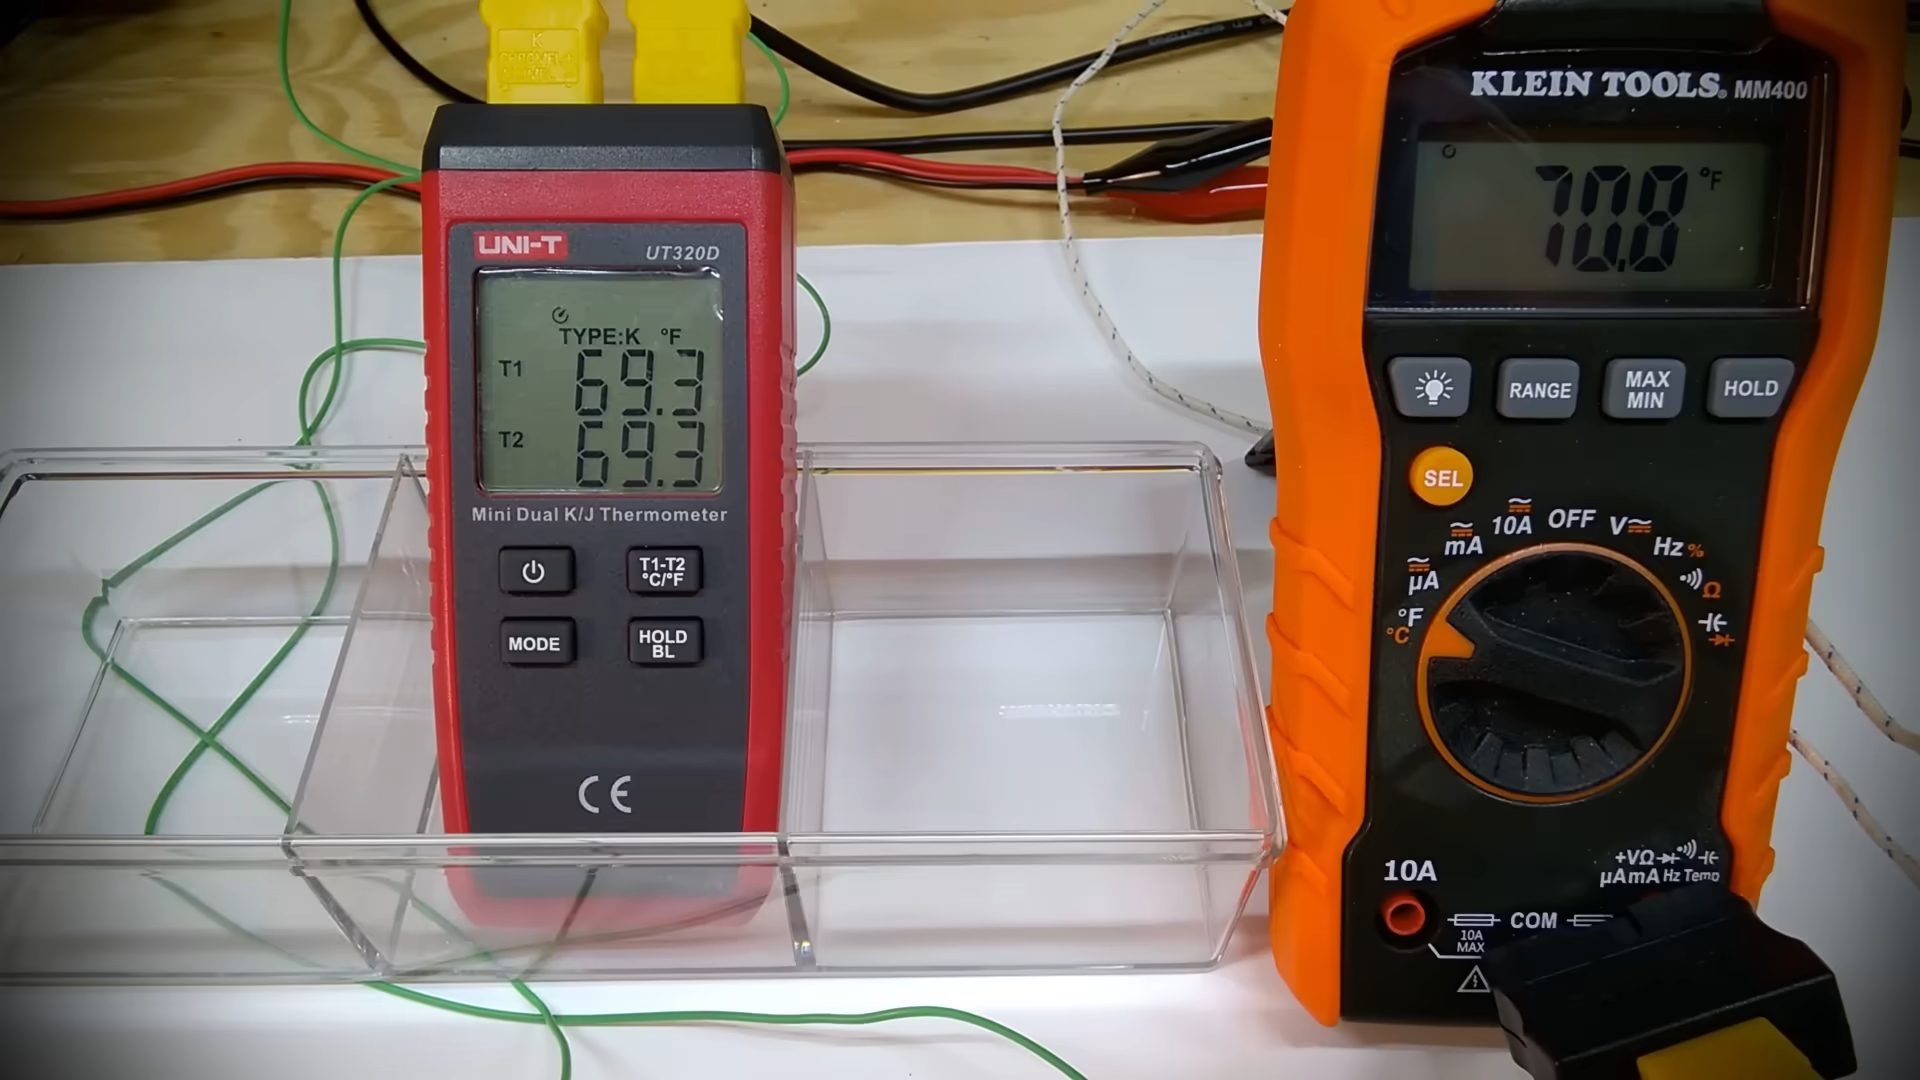 K
CHROMEL +
UNI-T
UT320D
TYPE:K °F
T1 69.3
T2 69.3
Mini Dual K/J Thermometer
T1-T2
°C/°F
MODE
HOLD
BL
CE
KLEIN TOOLS® MM400
70.8 °F
RANGE
MAX
MIN
HOLD
SEL
µA
mA
10A
OFF
V
Hz %
Ω
°F
°C
10A
+VΩ
µAmA Hz Temp
COM
10A
MAX